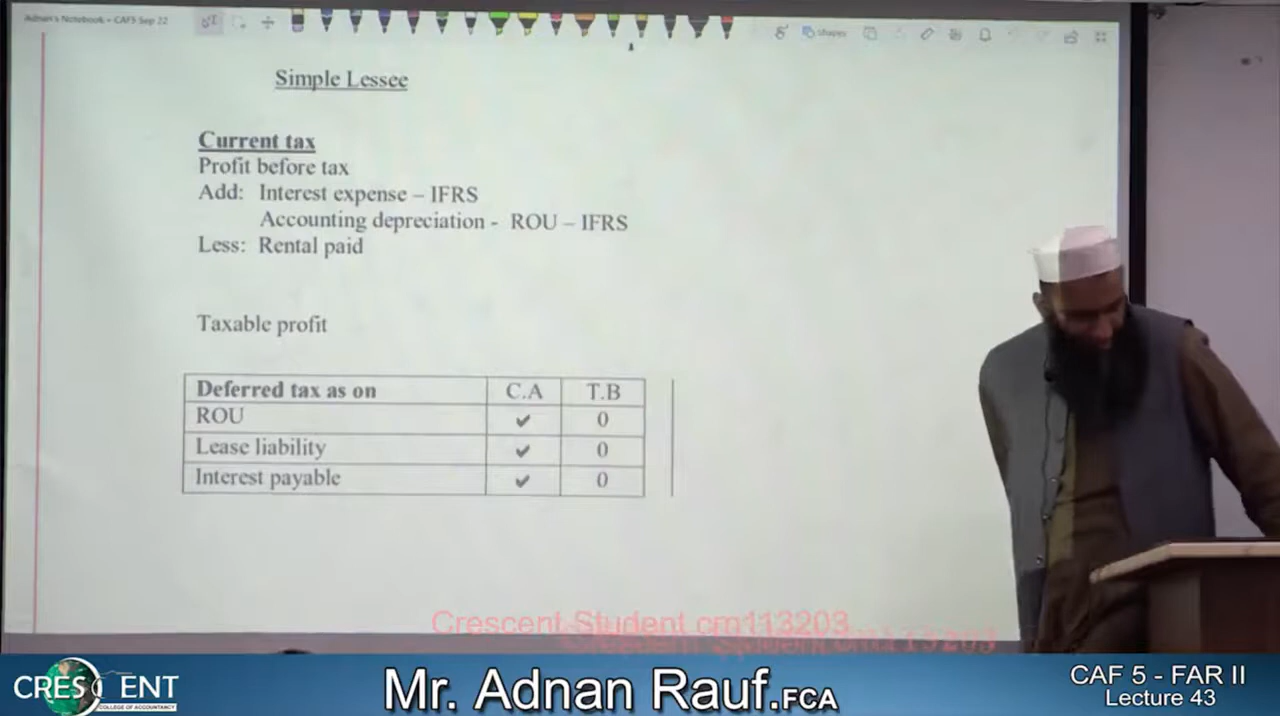 Adnan's Notebook • CAF5 Sep 22
Shapes
Simple Lessee
Current tax
Profit before tax
Add: Interest expense – IFRS
Accounting depreciation - ROU – IFRS
Less: Rental paid
Taxable profit
Deferred tax as on C.A T.B
ROU ✓ 0
Lease liability ✓ 0
Interest payable ✓ 0
Crescent Student crn113203
CRESCENT
COLLEGE OF ACCOUNTANCY
Mr. Adnan Rauf.FCA
CAF 5 - FAR II
Lecture 43